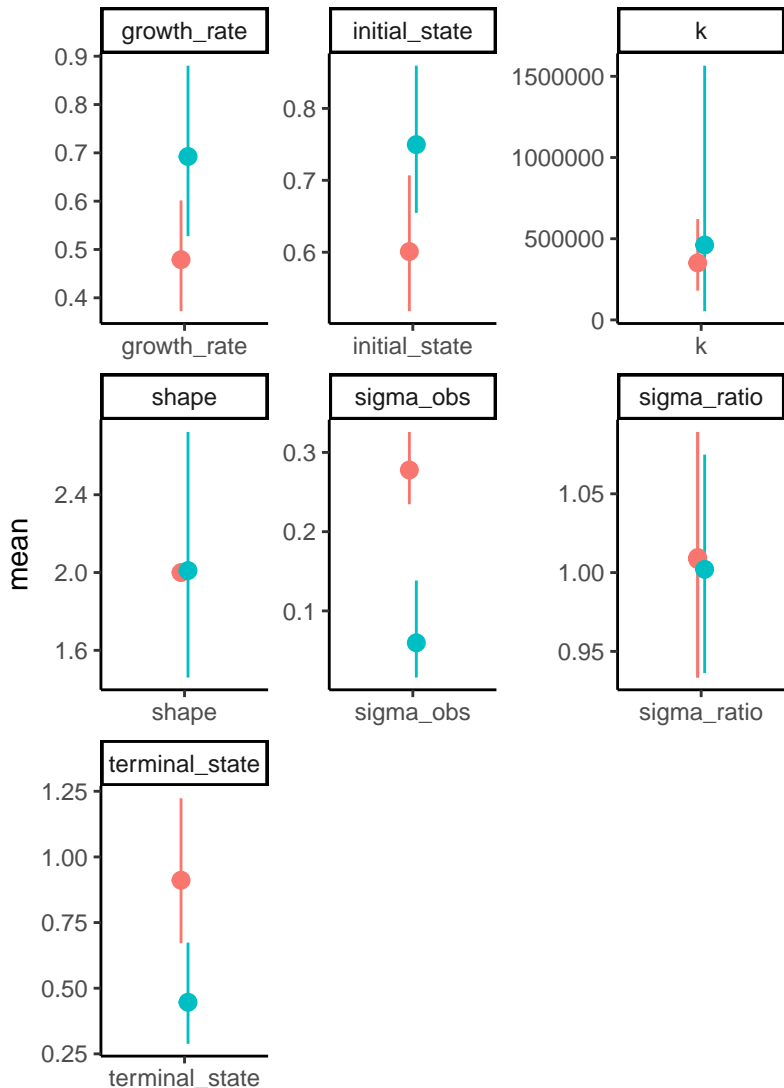 growth_rate
initial_state
k
0.9
0.8
0.7
0.6
0.5
0.4
growth_rate
0.8
0.7
0.6
initial_state
1500000
1000000
500000
0
k
mean
shape
sigma_obs
sigma_ratio
2.4
2.0
1.6
shape
0.3
0.2
0.1
sigma_obs
1.05
1.00
0.95
sigma_ratio
terminal_state
1.25
1.00
0.75
0.50
0.25
terminal_state